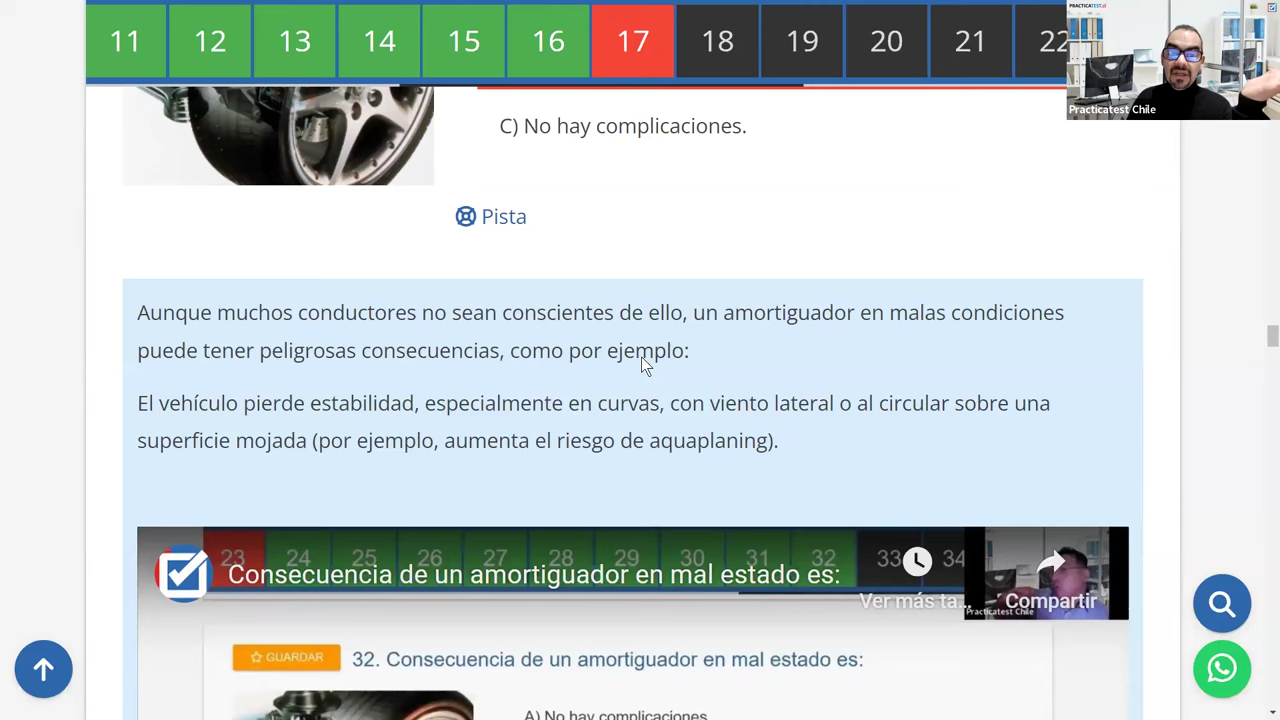 11 12 13 14 15 16 17 18 19 20 21 22
PRACTICATEST.cl
Practicatest Chile
C) No hay complicaciones.
Pista
Aunque muchos conductores no sean conscientes de ello, un amortiguador en malas condiciones
puede tener peligrosas consecuencias, como por ejemplo:
El vehículo pierde estabilidad, especialmente en curvas, con viento lateral o al circular sobre una
superficie mojada (por ejemplo, aumenta el riesgo de aquaplaning).
23 24 25 26 27 28 29 30 31 32 33 34
Consecuencia de un amortiguador en mal estado es:
Ver más ta... Compartir
Practicatest Chile
GUARDAR 32. Consecuencia de un amortiguador en mal estado es:
A) No hay complicaciones